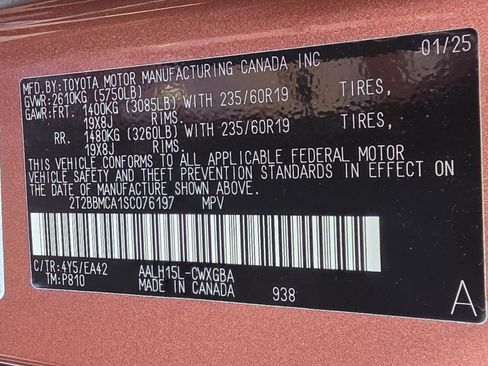 MFD.BY:TOYOTA MOTOR MANUFACTURING CANADA INC 01/25
GVWR:2610KG (5750LB)
GAWR:FRT. 1400KG (3085LB) WITH 235/60R19 TIRES,
19X8J RIMS.
RR. 1480KG (3260LB) WITH 235/60R19 TIRES,
19X8J RIMS.
THIS VEHICLE CONFORMS TO ALL APPLICABLE FEDERAL MOTOR
VEHICLE SAFETY AND THEFT PREVENTION STANDARDS IN EFFECT ON
THE DATE OF MANUFACTURE SHOWN ABOVE.
2T2BBMCA1SC076197 MPV
C/TR:4Y5/EA42 AALH15L-CWXGBA
TM:P810 MADE IN CANADA 938 A